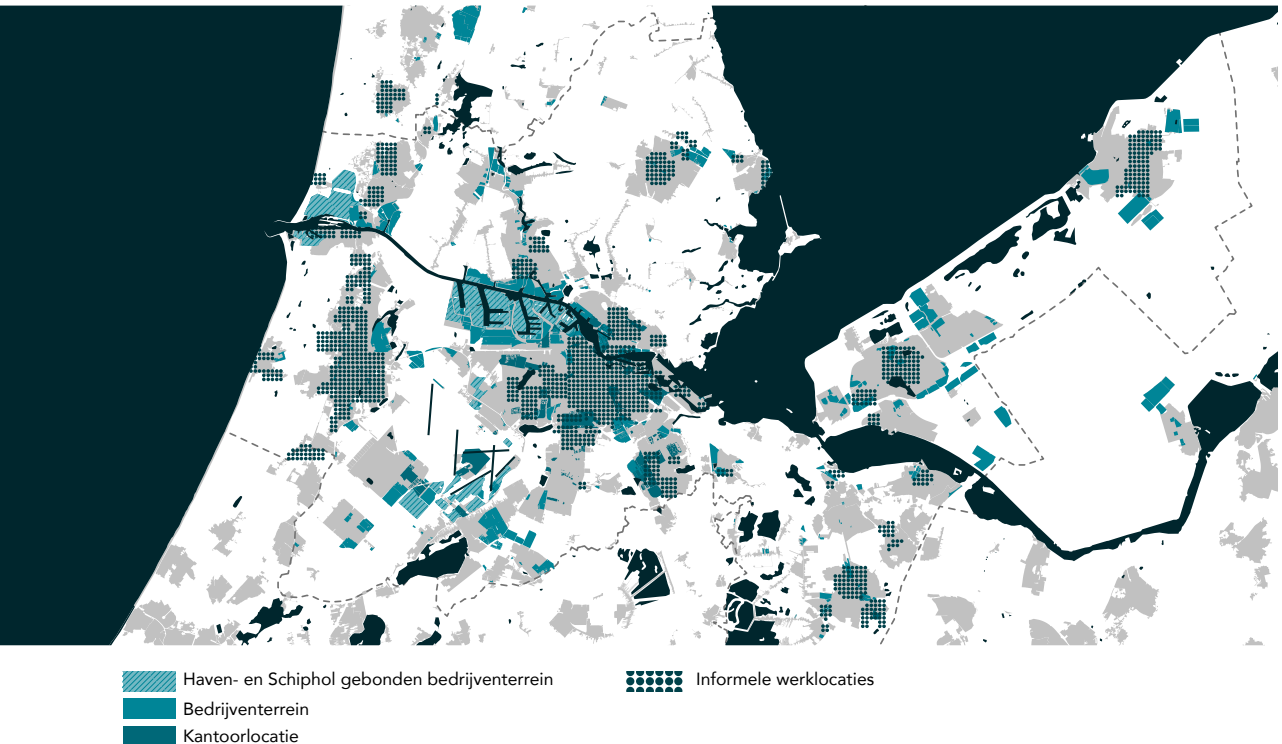 Haven- en Schiphol gebonden bedrijventerrein
Bedrijventerrein
Kantoorlocatie
Informele werklocaties